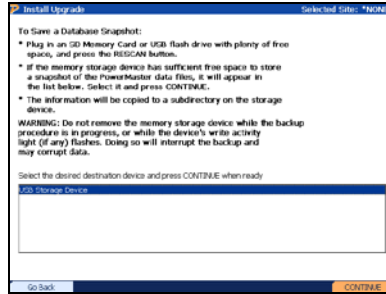 Install Upgrade
Selected Site: *NONE
To Save a Database Snapshot:
* Plug in an SD Memory Card or USB flash drive with plenty of free
space, and press the RESCAN button.
* If the memory storage device has sufficient free space to store
a snapshot of the PowerMaster data files, it will appear in
the list below. Select it and press CONTINUE.
* The information will be copied to a subdirectory on the storage
device.
WARNING: Do not remove the memory storage device while the backup
procedure is in progress, or while the device's write activity
light (if any) flashes. Doing so will interrupt the backup and
may corrupt data.
Select the desired destination device and press CONTINUE when ready
USB Storage Device
Go Back
CONTINUE